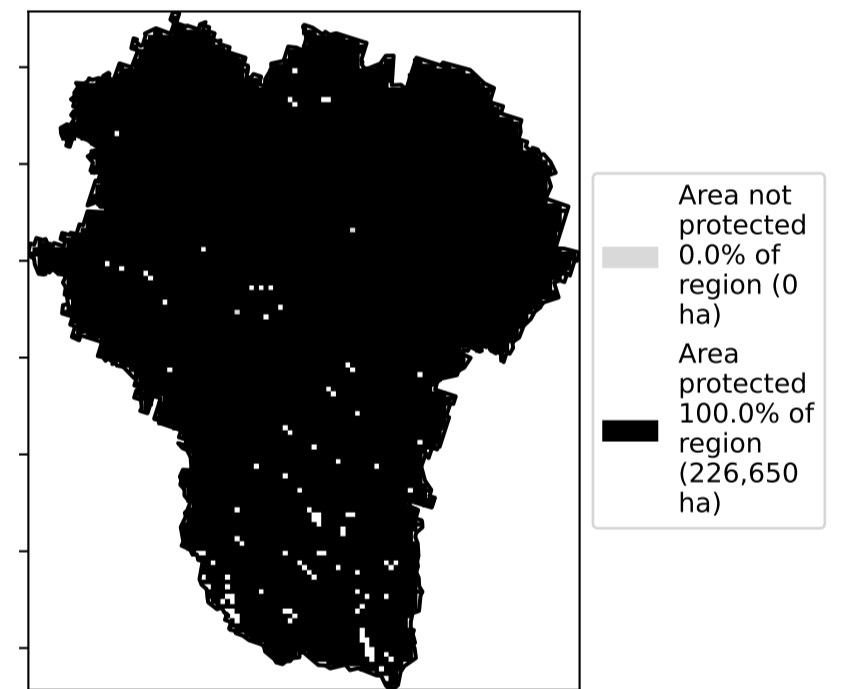 Area not
protected
0.0% of
region (0
ha)
Area
protected
100.0% of
region
(226,650
ha)